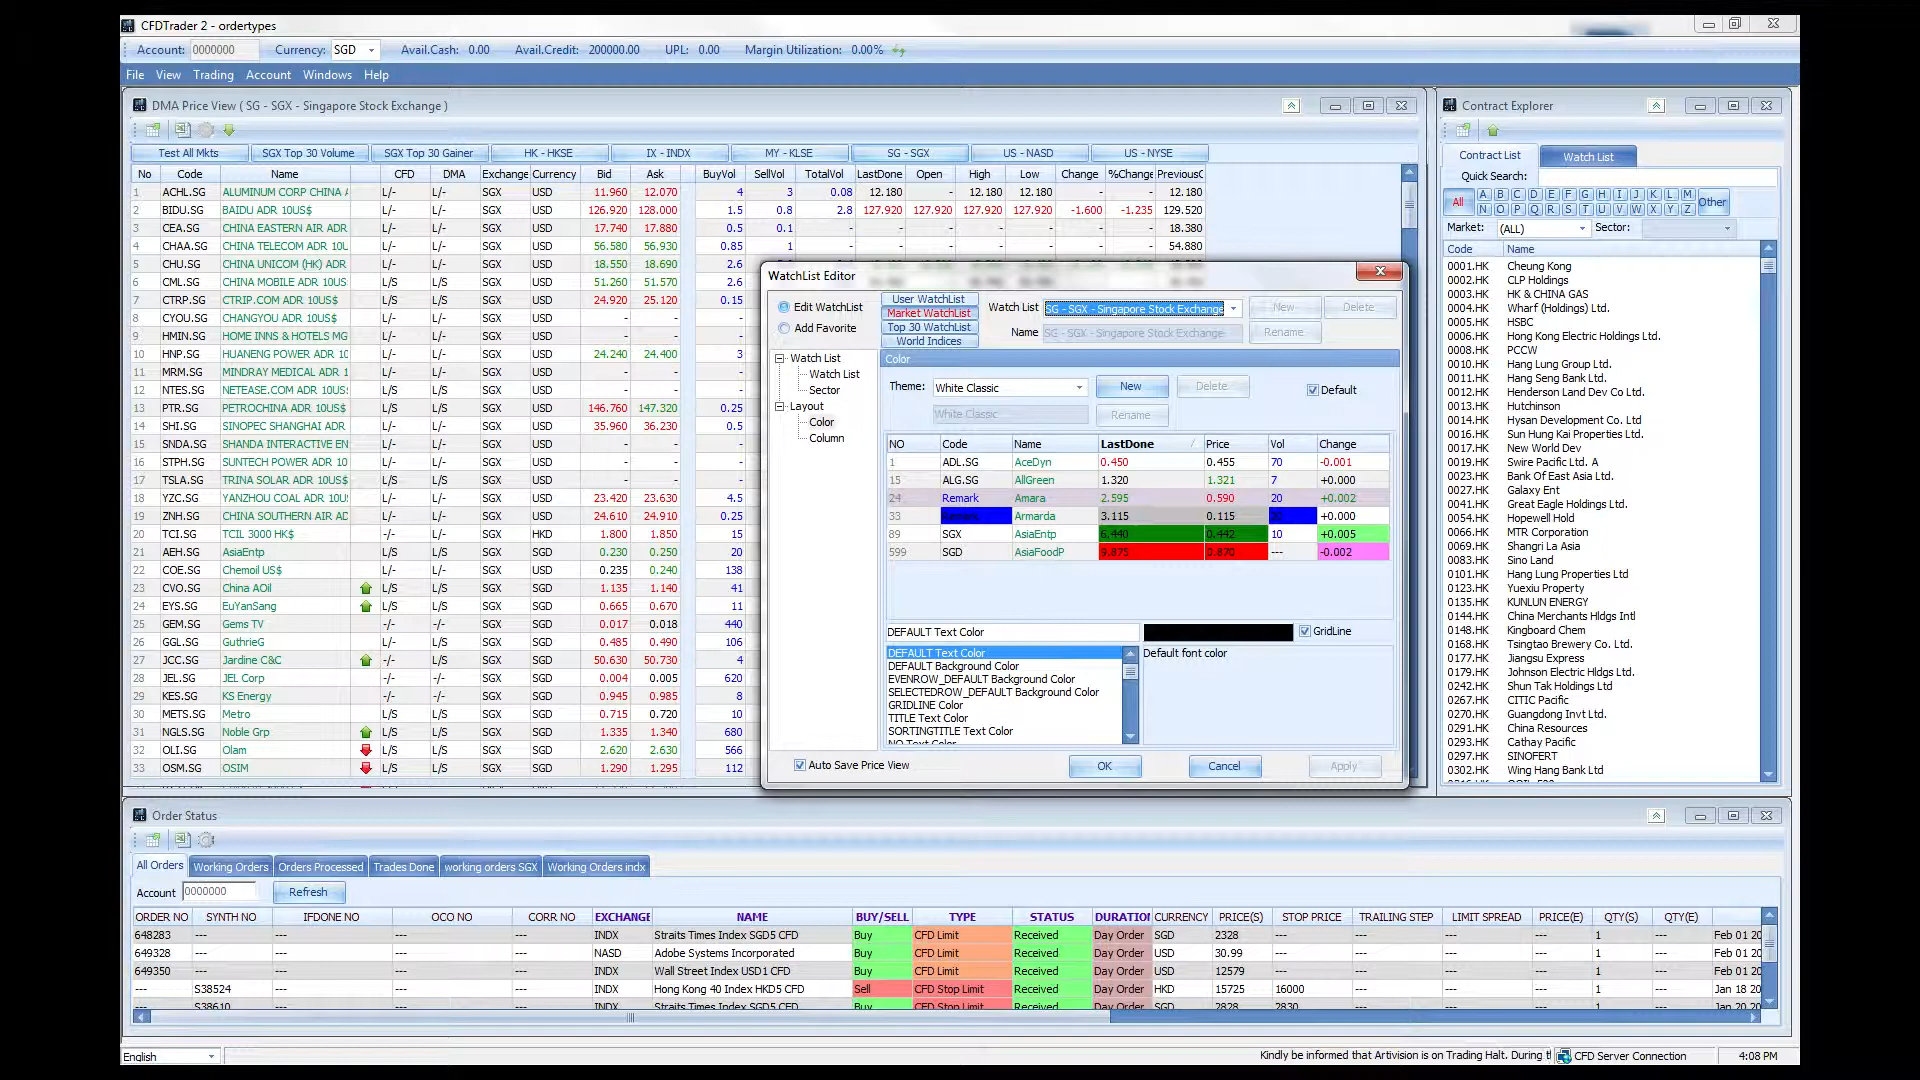 CFDTrader 2 - ordertypes
Account: 0000000 Currency: SGD Avail.Cash: 0.00 Avail.Credit: 200000.00 UPL: 0.00 Margin Utilization: 0.00%
File View Trading Account Windows Help
DMA Price View ( SG - SGX - Singapore Stock Exchange )
Test All Mkts SGX Top 30 Volume SGX Top 30 Gainer HK - HKSE IX - INDX MY - KLSE SG - SGX US - NASD US - NYSE
No Code Name CFD DMA Exchange Currency Bid Ask BuyVol SellVol TotalVol LastDone Open High Low Change %Change PreviousC
1 ACHL.SG ALUMINUM CORP CHINA A L/- L/- SGX USD 11.960 12.070 4 3 0.08 12.180 - 12.180 12.180 - - 12.180
2 BIDU.SG BAIDU ADR 10US$ L/- L/- SGX USD 126.920 128.000 1.5 0.8 2.8 127.920 127.920 127.920 127.920 -1.600 -1.235 129.520
3 CEA.SG CHINA EASTERN AIR ADR L/- L/- SGX USD 17.740 17.880 0.5 0.1 - - - - - - - 18.380
4 CHAA.SG CHINA TELECOM ADR 10U L/- L/- SGX USD 56.580 56.930 0.85 1 - - - - - - - 54.880
5 CHU.SG CHINA UNICOM (HK) ADR L/- L/- SGX USD 18.550 18.690 2.6
6 CML.SG CHINA MOBILE ADR 10US L/- L/- SGX USD 51.260 51.570 2.6
7 CTRP.SG CTRIP.COM ADR 10US$ L/- L/- SGX USD 24.920 25.120 0.15
8 CYOU.SG CHANGYOU ADR 10US$ L/- L/- SGX USD - -
9 HMIN.SG HOME INNS & HOTELS MG L/- L/- SGX USD - -
10 HNP.SG HUANENG POWER ADR 10 L/- L/- SGX USD 24.240 24.400 3
11 MRM.SG MINDRAY MEDICAL ADR 1 L/- L/- SGX USD - -
12 NTES.SG NETEASE.COM ADR 10US L/S L/S SGX USD - -
13 PTR.SG PETROCHINA ADR 10US$ L/S L/S SGX USD 146.760 147.320 0.25
14 SHI.SG SINOPEC SHANGHAI ADR L/- L/- SGX USD 35.960 36.230 0.5
15 SNDA.SG SHANDA INTERACTIVE EN L/- L/- SGX USD - -
16 STPH.SG SUNTECH POWER ADR 10 L/- L/- SGX USD - -
17 TSLA.SG TRINA SOLAR ADR 10US$ L/- L/- SGX USD - -
18 YZC.SG YANZHOU COAL ADR 10US L/S L/S SGX USD 23.420 23.630 4.5
19 ZNH.SG CHINA SOUTHERN AIR AD L/S L/S SGX USD 24.610 24.910 0.25
20 TCI.SG TCIL 3000 HK$ L/- L/- SGX HKD 1.800 1.850 15
21 AEH.SG AsiaEntp L/S L/S SGX SGD 0.230 0.250 20
22 COE.SG Chemoil US$ L/S L/S SGX USD 0.235 0.240 138
23 CVO.SG China AOil L/S L/S SGX SGD 1.135 1.140 41
24 EYS.SG EuYanSang L/S L/S SGX SGD 0.665 0.670 11
25 GEM.SG Gems TV -/- -/- SGX SGD 0.017 0.018 440
26 GGL.SG GuthrieG L/S L/S SGX SGD 0.485 0.490 106
27 JCC.SG Jardine C&C -/- L/S SGX SGD 50.630 50.730 4
28 JEL.SG JEL Corp -/- -/- SGX SGD 0.004 0.005 620
29 KES.SG KS Energy -/- -/- SGX SGD 0.945 0.985 8
30 METS.SG Metro L/S L/S SGX SGD 0.715 0.720 10
31 NGLS.SG Noble Grp L/S L/S SGX SGD 1.335 1.340 680
32 OLI.SG Olam L/S L/S SGX SGD 2.620 2.630 566
33 OSM.SG OSIM L/S L/S SGX SGD 1.290 1.295 112
WatchList Editor
Edit WatchList
Add Favorite
User WatchList
Market WatchList
Top 30 WatchList
World Indices
Watch List SG - SGX - Singapore Stock Exchange New Delete
Name SG - SGX - Singapore Stock Exchange Rename
Watch List
Watch List
Sector
Layout
Color
Column
Color
Theme: White Classic New Delete Default
White Classic Rename
NO Code Name LastDone Price Vol Change
1 ADL.SG AceDyn 0.450 0.455 70 -0.001
15 ALG.SG AllGreen 1.320 1.321 7 +0.000
24 Remark Amara 2.595 0.590 20 +0.002
33 Armarda 3.115 0.115 +0.000
89 SGX AsiaEntp 6.440 0.442 10 +0.005
599 SGD AsiaFoodP 9.875 0.870 --- -0.002
DEFAULT Text Color GridLine
DEFAULT Text Color
DEFAULT Background Color
EVENROW_DEFAULT Background Color
SELECTEDROW_DEFAULT Background Color
GRIDLINE Color
TITLE Text Color
SORTINGTITLE Text Color
NO Text Color
Default font color
Auto Save Price View OK Cancel Apply
Contract Explorer
Contract List Watch List
Quick Search:
All A B C D E F G H I J K L M Other
N O P Q R S T U V W X Y Z
Market: (ALL) Sector:
Code Name
0001.HK Cheung Kong
0002.HK CLP Holdings
0003.HK HK & CHINA GAS
0004.HK Wharf (Holdings) Ltd.
0005.HK HSBC
0006.HK Hong Kong Electric Holdings Ltd.
0008.HK PCCW
0010.HK Hang Lung Group Ltd.
0011.HK Hang Seng Bank Ltd.
0012.HK Henderson Land Dev Co Ltd.
0013.HK Hutchinson
0014.HK Hysan Development Co. Ltd.
0016.HK Sun Hung Kai Properties Ltd.
0017.HK New World Dev
0019.HK Swire Pacific Ltd. A
0023.HK Bank Of East Asia Ltd.
0027.HK Galaxy Ent
0041.HK Great Eagle Holdings Ltd.
0054.HK Hopewell Hold
0066.HK MTR Corporation
0069.HK Shangri La Asia
0083.HK Sino Land
0101.HK Hang Lung Properties Ltd
0123.HK Yuexiu Property
0135.HK KUNLUN ENERGY
0144.HK China Merchants Hldgs Intl
0148.HK Kingboard Chem
0168.HK Tsingtao Brewery Co. Ltd.
0177.HK Jiangsu Express
0179.HK Johnson Electric Hldgs Ltd.
0242.HK Shun Tak Holdings Ltd
0267.HK CITIC Pacific
0270.HK Guangdong Invt Ltd.
0291.HK China Resources
0293.HK Cathay Pacific
0297.HK SINOFERT
0302.HK Wing Hang Bank Ltd
Order Status
All Orders Working Orders Orders Processed Trades Done working orders SGX Working Orders indx
Account 0000000 Refresh
ORDER NO SYNTH NO IFDONE NO OCO NO CORR NO EXCHANGE NAME BUY/SELL TYPE STATUS DURATION CURRENCY PRICE(S) STOP PRICE TRAILING STEP LIMIT SPREAD PRICE(E) QTY(S) QTY(E)
648283 --- --- --- --- INDX Straits Times Index SGD5 CFD Buy CFD Limit Received Day Order SGD 2328 --- --- --- --- 1 --- Feb 01 20
649328 --- --- --- --- NASD Adobe Systems Incorporated Buy CFD Limit Received Day Order USD 30.99 --- --- --- --- 1 --- Feb 01 20
649350 --- --- --- --- INDX Wall Street Index USD1 CFD Buy CFD Limit Received Day Order USD 12579 --- --- --- --- 1 --- Feb 01 20
--- S38524 --- --- --- INDX Hong Kong 40 Index HKD5 CFD Sell CFD Stop Limit Received Day Order HKD 15725 16000 --- --- --- 1 --- Jan 18 20
--- S38610 --- --- --- INDX Straits Times Index SGD5 CFD Buy CFD Stop Limit Received Day Order SGD 2828 2830 --- --- --- 1 --- Jan 20 20
English Kindly be informed that Artivision is on Trading Halt. During t CFD Server Connection 4:08 PM